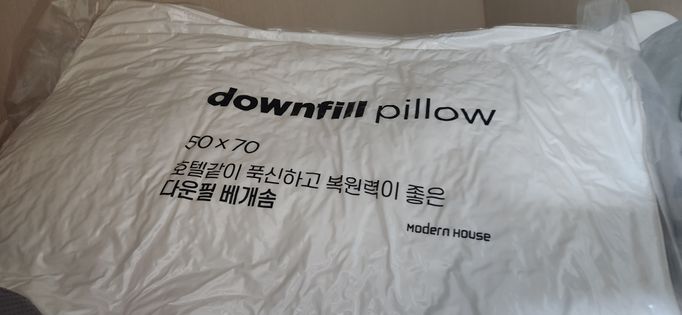 downfill pillow
50 x 70
호텔같이 푹신하고 복원력이 좋은
다운필 베개솜
Modern House